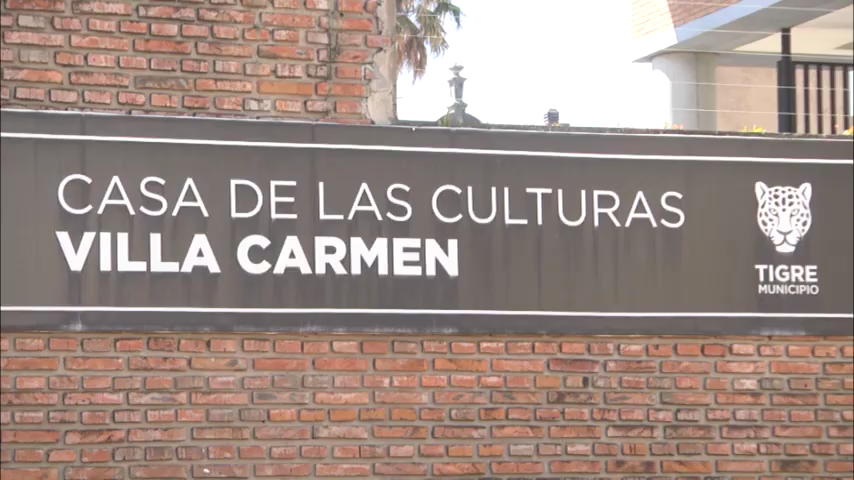 CASA DE LAS CULTURAS
VILLA CARMEN
TIGRE
MUNICIPIO